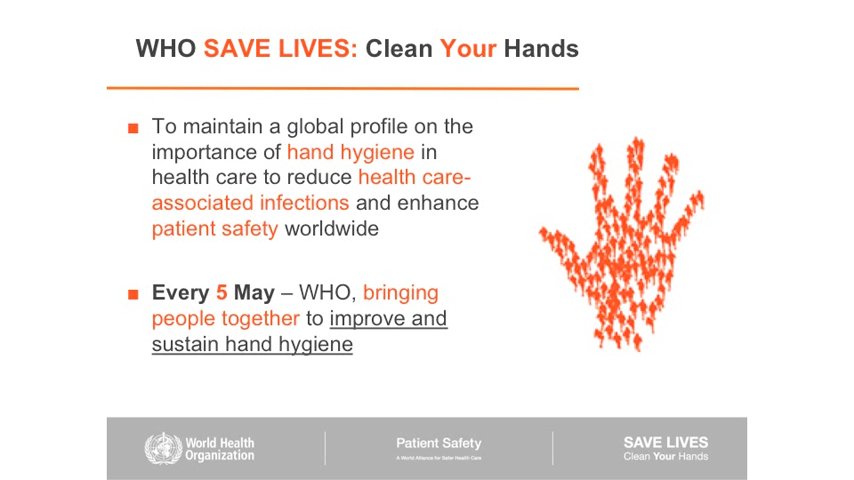 WHO SAVE LIVES: Clean Your Hands
■ To maintain a global profile on the
importance of hand hygiene in
health care to reduce health care-
associated infections and enhance
patient safety worldwide
■ Every 5 May – WHO, bringing
people together to improve and
sustain hand hygiene
World Health
Organization
Patient Safety
A World Alliance for Safer Health Care
SAVE LIVES
Clean Your Hands